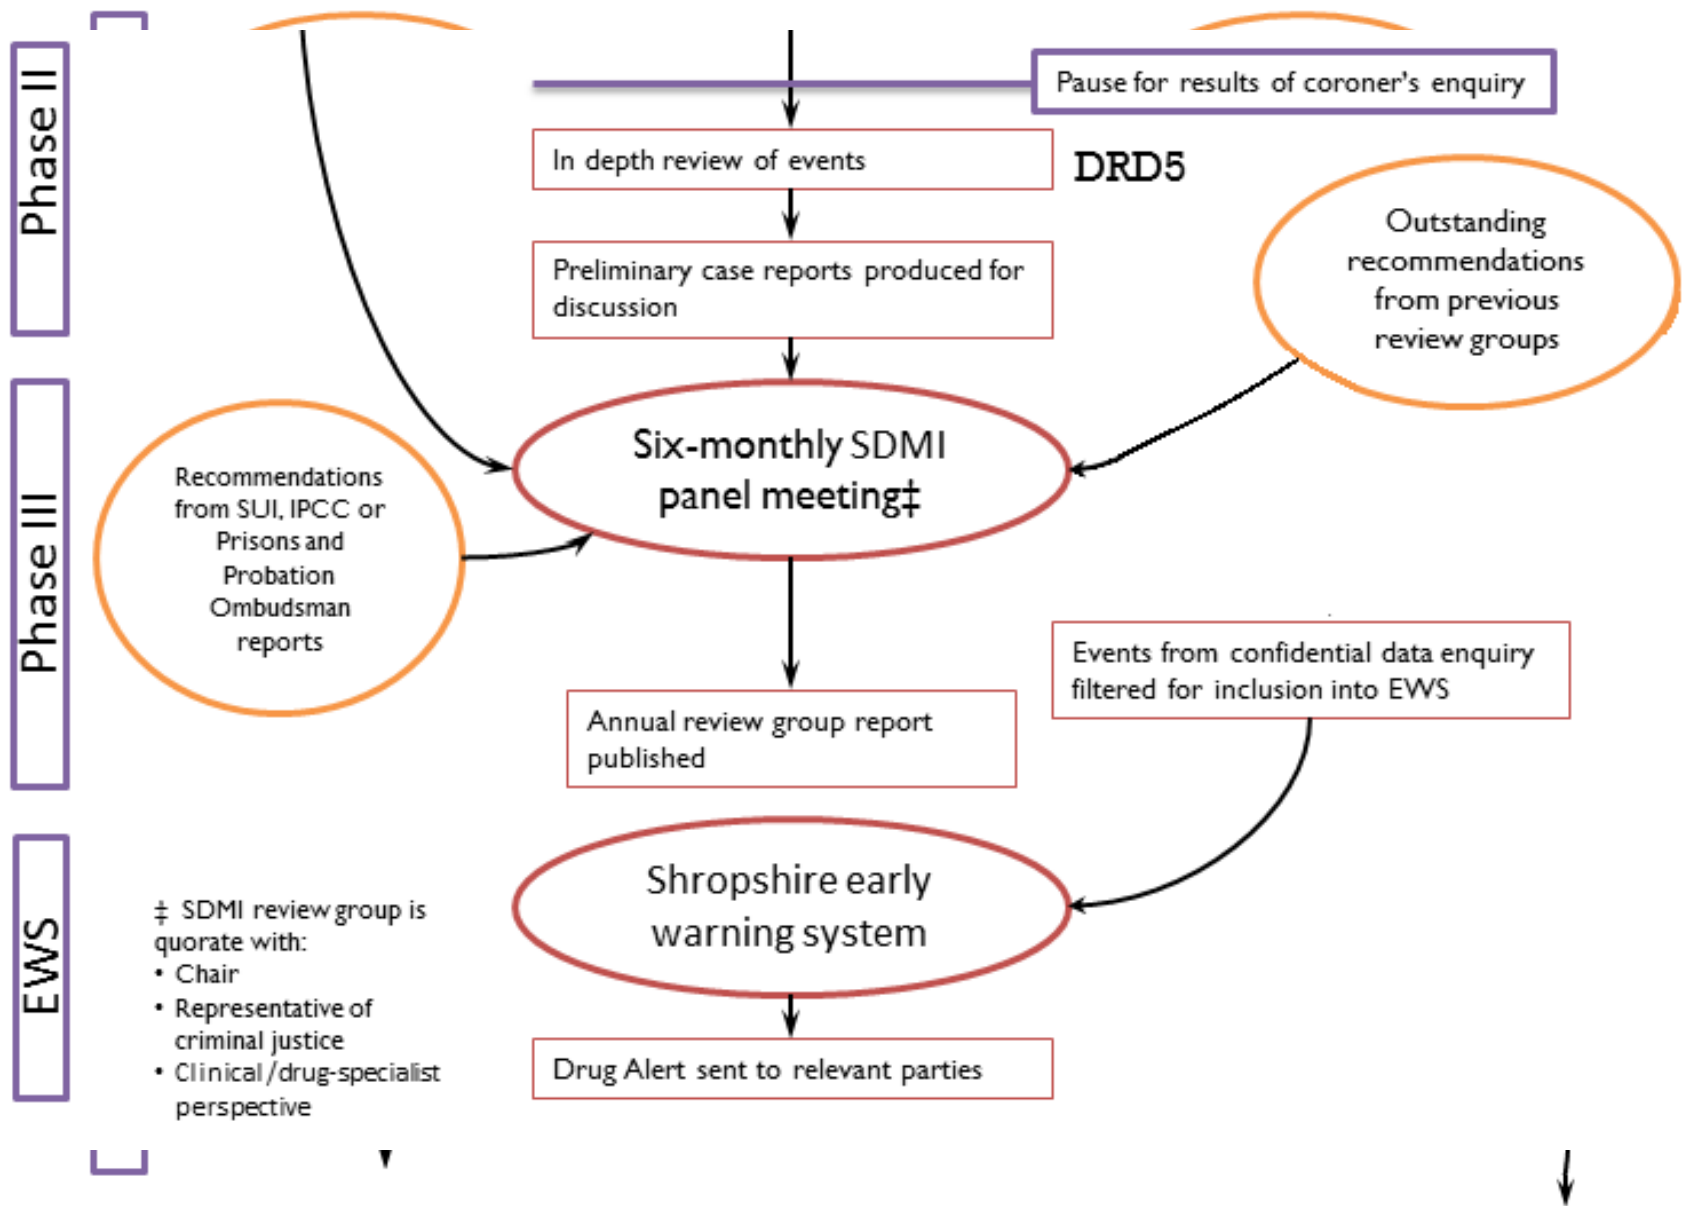 Phase II
Pause for results of coroner's enquiry
In depth review of events
DRD5
Preliminary case reports produced for
discussion
Outstanding
recommendations
from previous
review groups
Phase III
Six-monthly SDMI
panel meeting‡
Recommendations
from SUI, IPCC or
Prisons and
Probation
Ombudsman
reports
Events from confidential data enquiry
filtered for inclusion into EWS
Annual review group report
published
EWS
Shropshire early
warning system
‡ SDMI review group is
quorate with:
• Chair
• Representative of
criminal justice
• Clinical/drug-specialist
perspective
Drug Alert sent to relevant parties